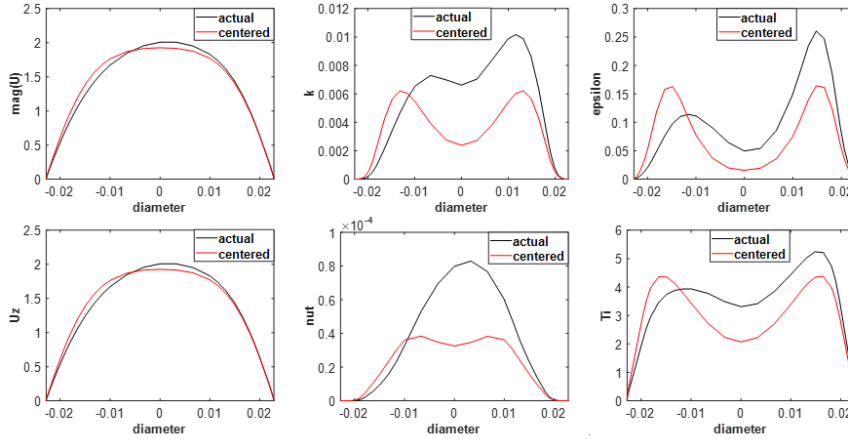 2.5
2
1.5
1
0.5
0
mag(U)
actual
centered
-0.02 -0.01 0 0.01 0.02
diameter
0.012
0.01
0.008
0.006
0.004
0.002
0.000
k
actual
centered
-0.02 -0.01 0 0.01 0.02
diameter
0.3
0.2
0.1
0
epsilon
actual
centered
-0.02 -0.01 0 0.01 0.02
diameter
2.5
2
1.5
1
0.5
0
Uz
actual
centered
-0.02 -0.01 0 0.01 0.02
diameter
×10-4
1
0.8
0.6
0.4
0.2
0
nut
actual
centered
-0.02 -0.01 0 0.01 0.02
diameter
6
5
4
3
2
1
0
Ti
actual
centered
-0.02 -0.01 0 0.01 0.02
diameter